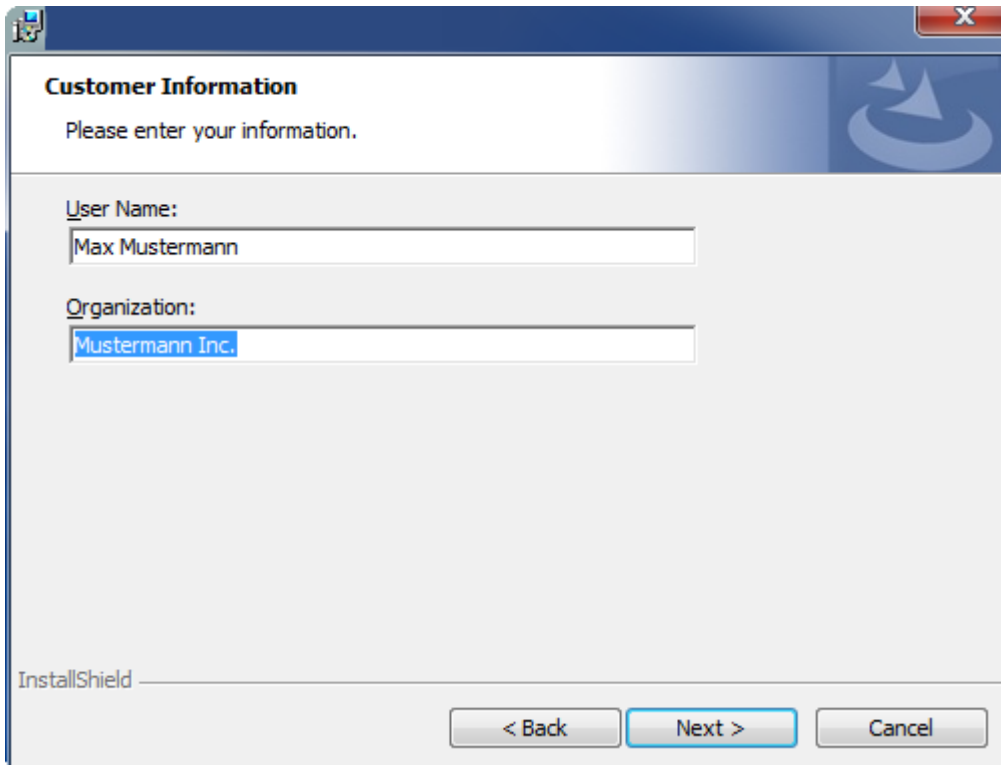 Customer Information
Please enter your information.
User Name:
Max Mustermann
Organization:
Mustermann Inc.
InstallShield
< Back Next > Cancel